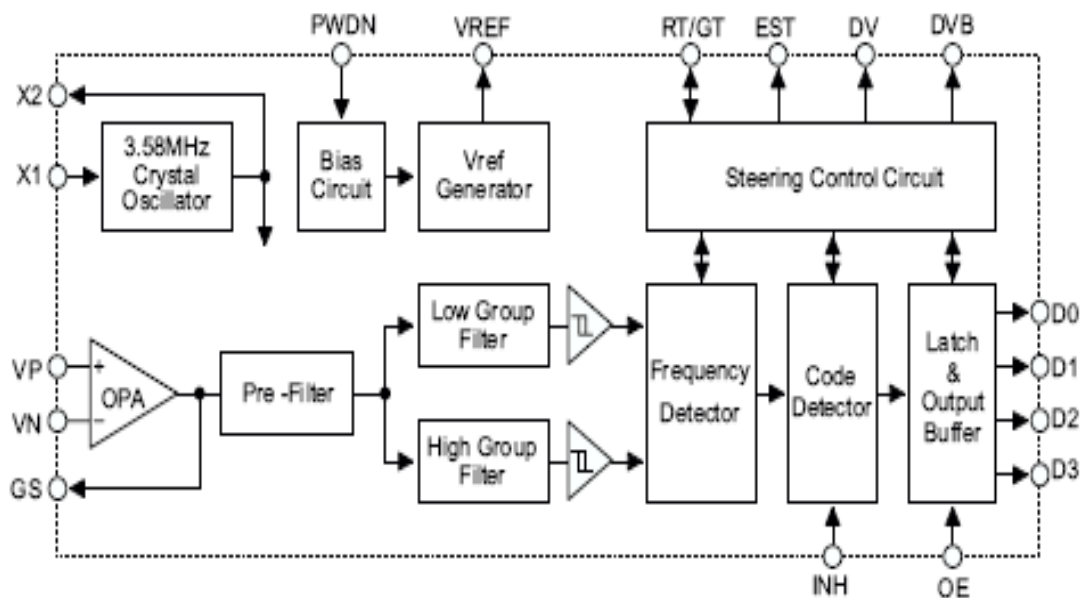 PWDN
VREF
RT/GT
EST
DV
DVB
X2
X1
3.58MHz
Crystal
Oscillator
Bias
Circuit
Vref
Generator
Steering Control Circuit
VP
VN
GS
+
−
OPA
Pre -Filter
Low Group
Filter
High Group
Filter
Frequency
Detector
Code
Detector
Latch
&
Output
Buffer
D0
D1
D2
D3
INH
OE